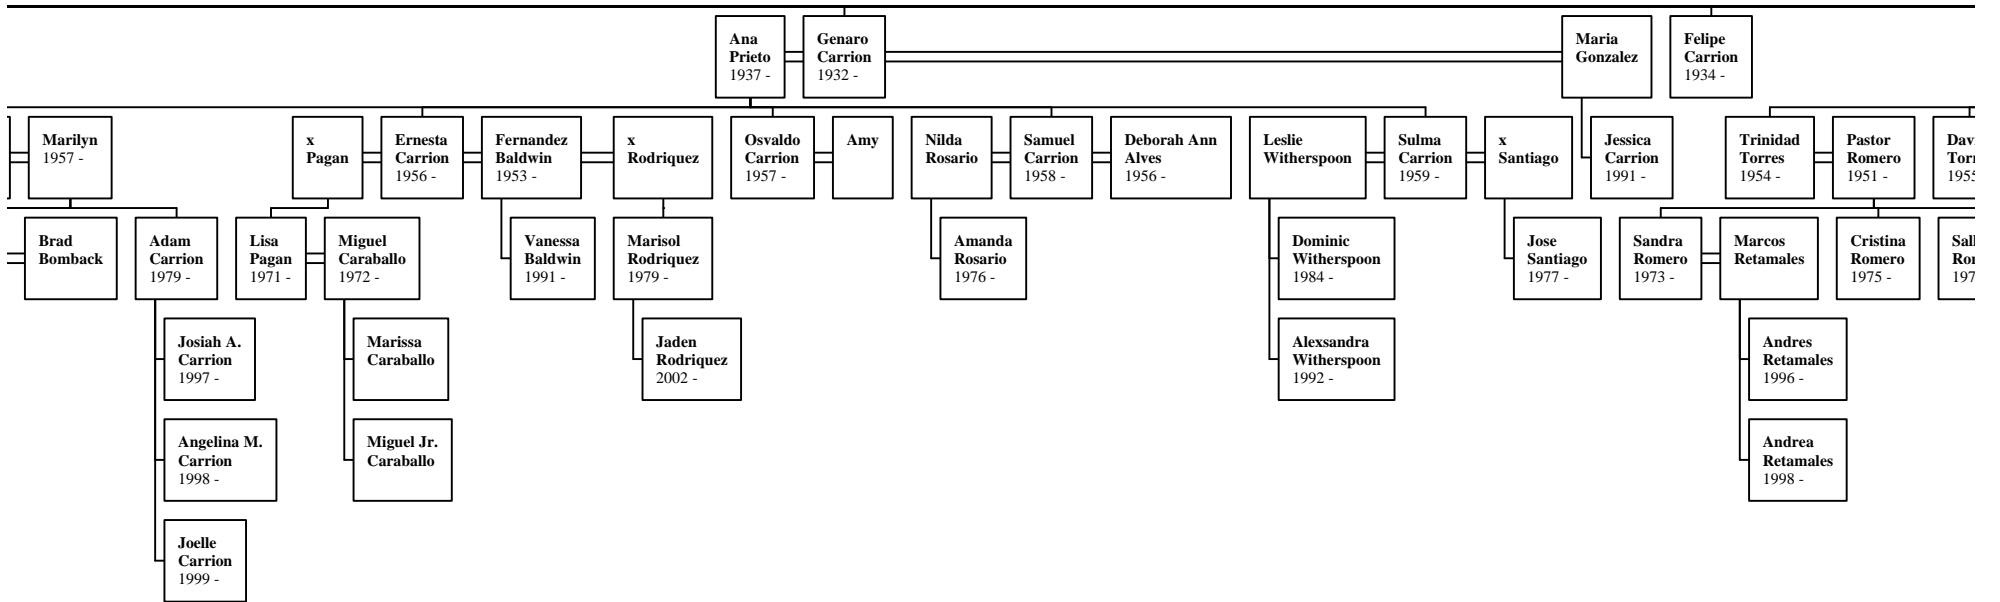 Ana
Prieto
1937 -
Genaro
Carrion
1932 -
Maria
Gonzalez
Felipe
Carrion
1934 -
Marilyn
1957 -
x
Pagan
Ernesta
Carrion
1956 -
Fernandez
Baldwin
1953 -
x
Rodriquez
Osvaldo
Carrion
1957 -
Amy
Nilda
Rosario
Samuel
Carrion
1958 -
Deborah Ann
Alves
1956 -
Leslie
Witherspoon
Sulma
Carrion
1959 -
x
Santiago
Jessica
Carrion
1991 -
Trinidad
Torres
1954 -
Pastor
Romero
1951 -
1955
Brad
Bomback
Adam
Carrion
1979 -
Lisa
Pagan
1971 -
Miguel
Caraballo
1972 -
Vanessa
Baldwin
1991 -
Marisol
Rodriquez
1979 -
Amanda
Rosario
1976 -
Dominic
Witherspoon
1984 -
Jose
Santiago
1977 -
Sandra
Romero
1973 -
Marcos
Retamales
Cristina
Romero
1975 -
Josiah A.
Carrion
1997 -
Marissa
Caraballo
Jaden
Rodriquez
2002 -
Alexsandra
Witherspoon
1992 -
Andres
Retamales
1996 -
Angelina M.
Carrion
1998 -
Miguel Jr.
Caraballo
Andrea
Retamales
1998 -
Joelle
Carrion
1999 -